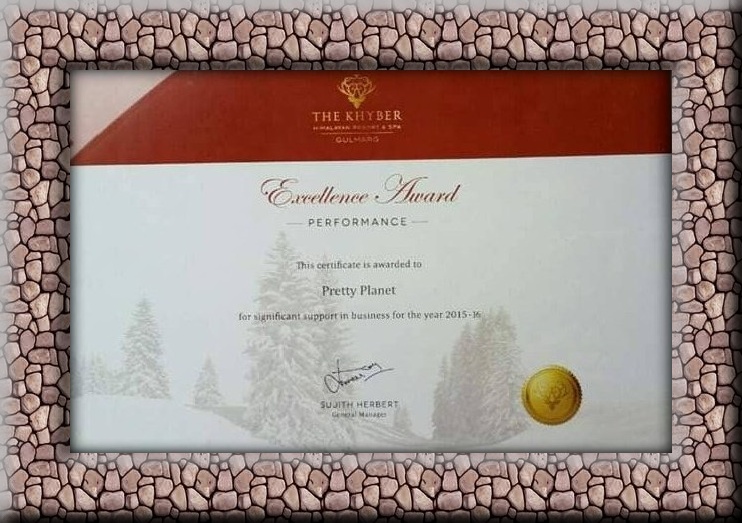 THE KHYBER
HIMALAYAN RESORT & SPA
GULMARG
Excellence Award
PERFORMANCE
This certificate is awarded to
Pretty Planet
for significant support in business for the year 2015-16
SUJITH HERBERT
General Manager